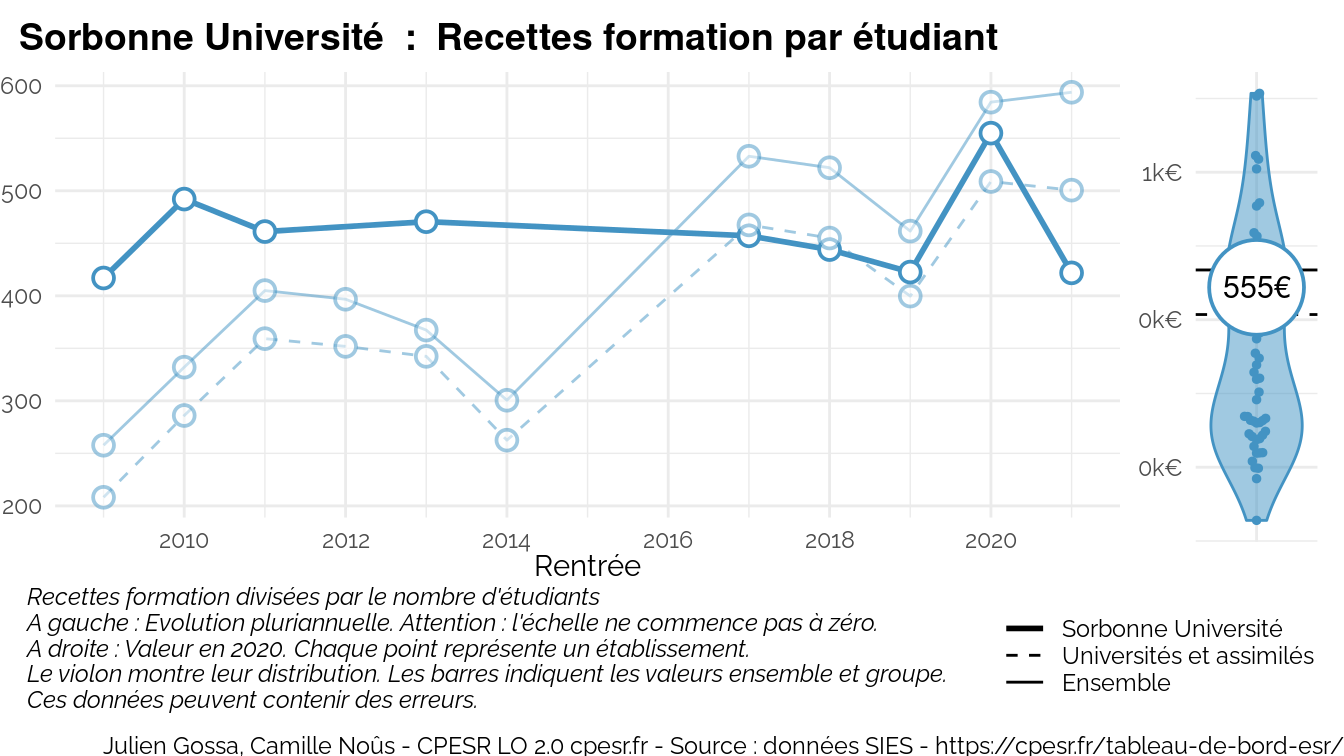 Sorbonne Université : Recettes formation par étudiant
600
500
400
300
200
2010 2012 2014 2016 2018 2020
Rentrée
1k€
0k€
0k€
555€
Recettes formation divisées par le nombre d'étudiants
A gauche : Evolution pluriannuelle. Attention : l'échelle ne commence pas à zéro.
A droite : Valeur en 2020. Chaque point représente un établissement.
Le violon montre leur distribution. Les barres indiquent les valeurs ensemble et groupe.
Ces données peuvent contenir des erreurs.
Sorbonne Université
Universités et assimilés
Ensemble
Julien Gossa, Camille Noûs - CPESR LO 2.0 cpesr.fr - Source : données SIES - https://cpesr.fr/tableau-de-bord-esr/